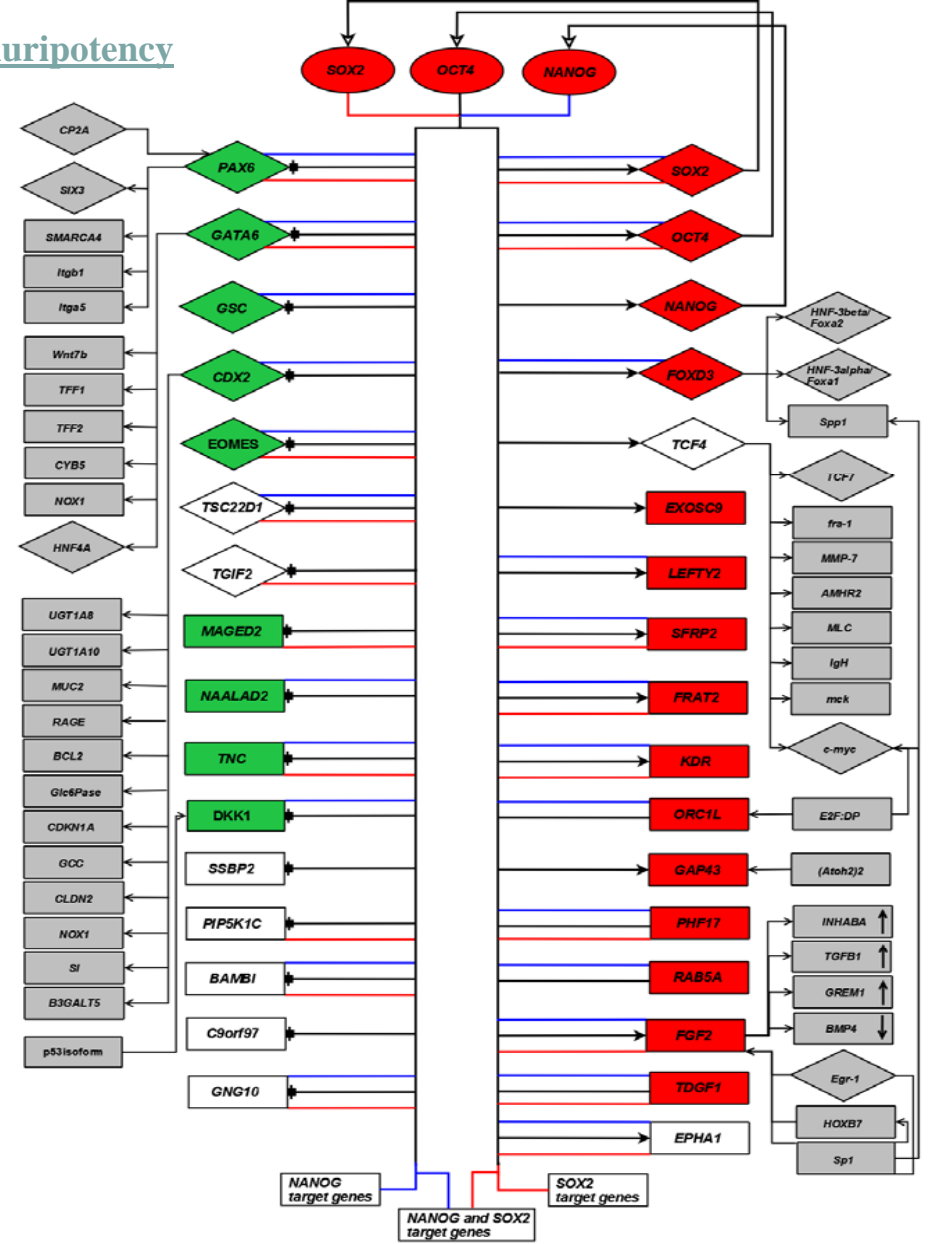 luripotency
SOX2
OCT4
NANOG
CP2A
SIX3
SMARCA4
Itgb1
Itga5
Wnt7b
TFF1
TFF2
CYB5
NOX1
HNF4A
UGT1A8
UGT1A10
MUC2
RAGE
BCL2
Glc6Pase
CDKN1A
GCC
CLDN2
NOX1
SI
B3GALT5
p53isoform
PAX6
GATA6
GSC
CDX2
EOMES
TSC22D1
TGIF2
MAGED2
NAALAD2
TNC
DKK1
SSBP2
PIP5K1C
BAMBI
C9orf97
GNG10
SOX2
OCT4
NANOG
FOXD3
TCF4
EXOSC9
LEFTY2
SFRP2
FRAT2
KDR
ORC1L
GAP43
PHF17
RAB5A
FGF2
TDGF1
EPHA1
HNF-3beta/
Foxa2
HNF-3alpha/
Foxa1
Spp1
TCF7
fra-1
MMP-7
AMHR2
MLC
IgH
mck
c-myc
E2F:DP
(Atoh2)2
INHABA
TGFB1
GREM1
BMP4
Egr-1
HOXB7
Sp1
NANOG
target genes
NANOG and SOX2
target genes
SOX2
target genes